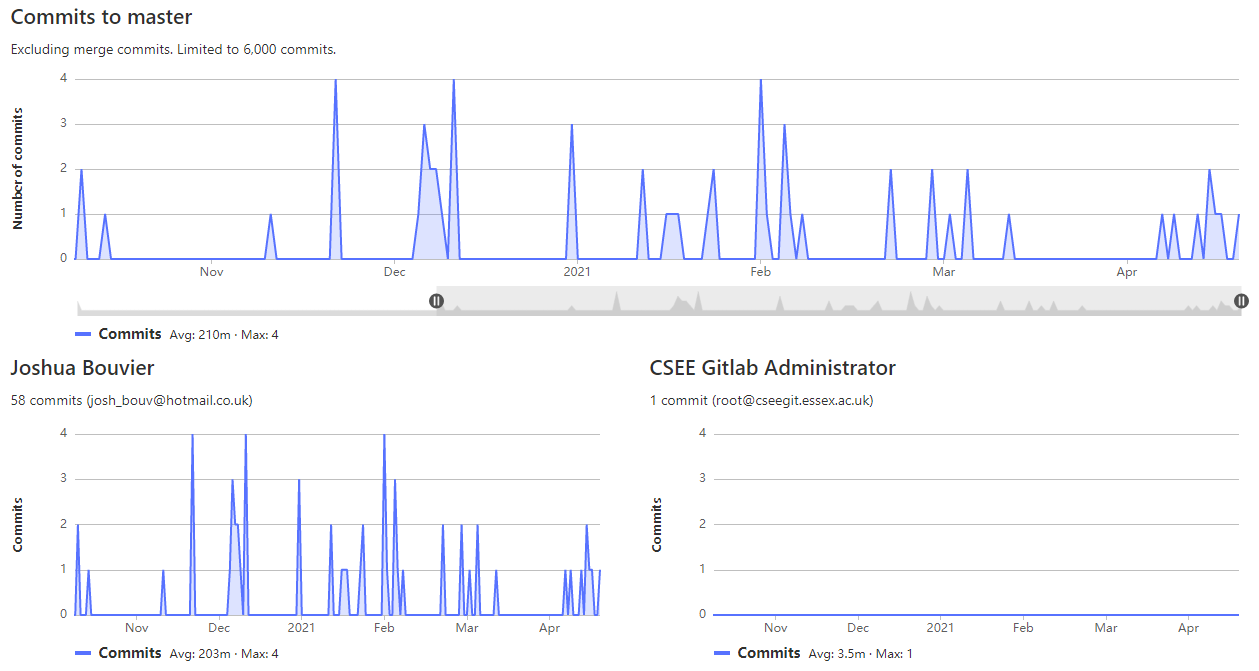 Commits to master
Excluding merge commits. Limited to 6,000 commits.
Number of commits
4
3
2
1
0
Nov Dec 2021 Feb Mar Apr
Commits Avg: 210m · Max: 4
Joshua Bouvier
58 commits (josh_bouv@hotmail.co.uk)
Commits
4
3
2
1
0
Nov Dec 2021 Feb Mar Apr
Commits Avg: 203m · Max: 4
CSEE Gitlab Administrator
1 commit (root@cseegit.essex.ac.uk)
Commits
4
3
2
1
0
Nov Dec 2021 Feb Mar Apr
Commits Avg: 3.5m · Max: 1